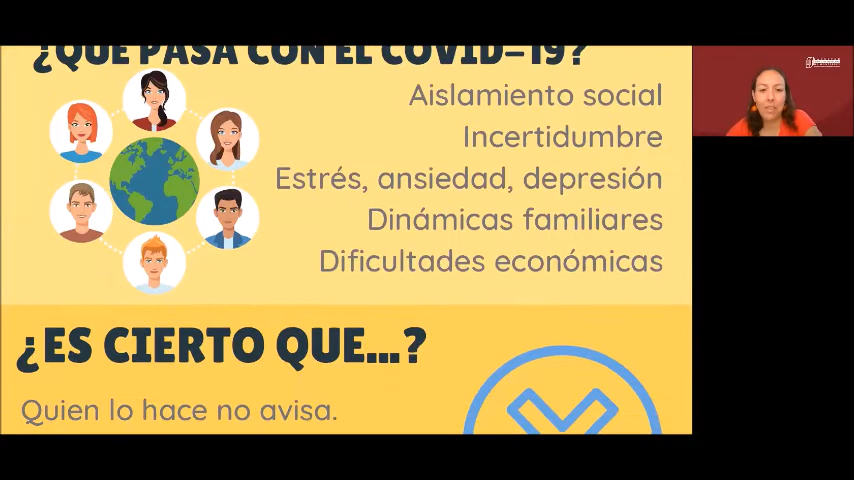 ¿QUÉ PASA CON EL COVID-19?
Aislamiento social
Incertidumbre
Estrés, ansiedad, depresión
Dinámicas familiares
Dificultades económicas
¿ES CIERTO QUE...?
Quien lo hace no avisa.